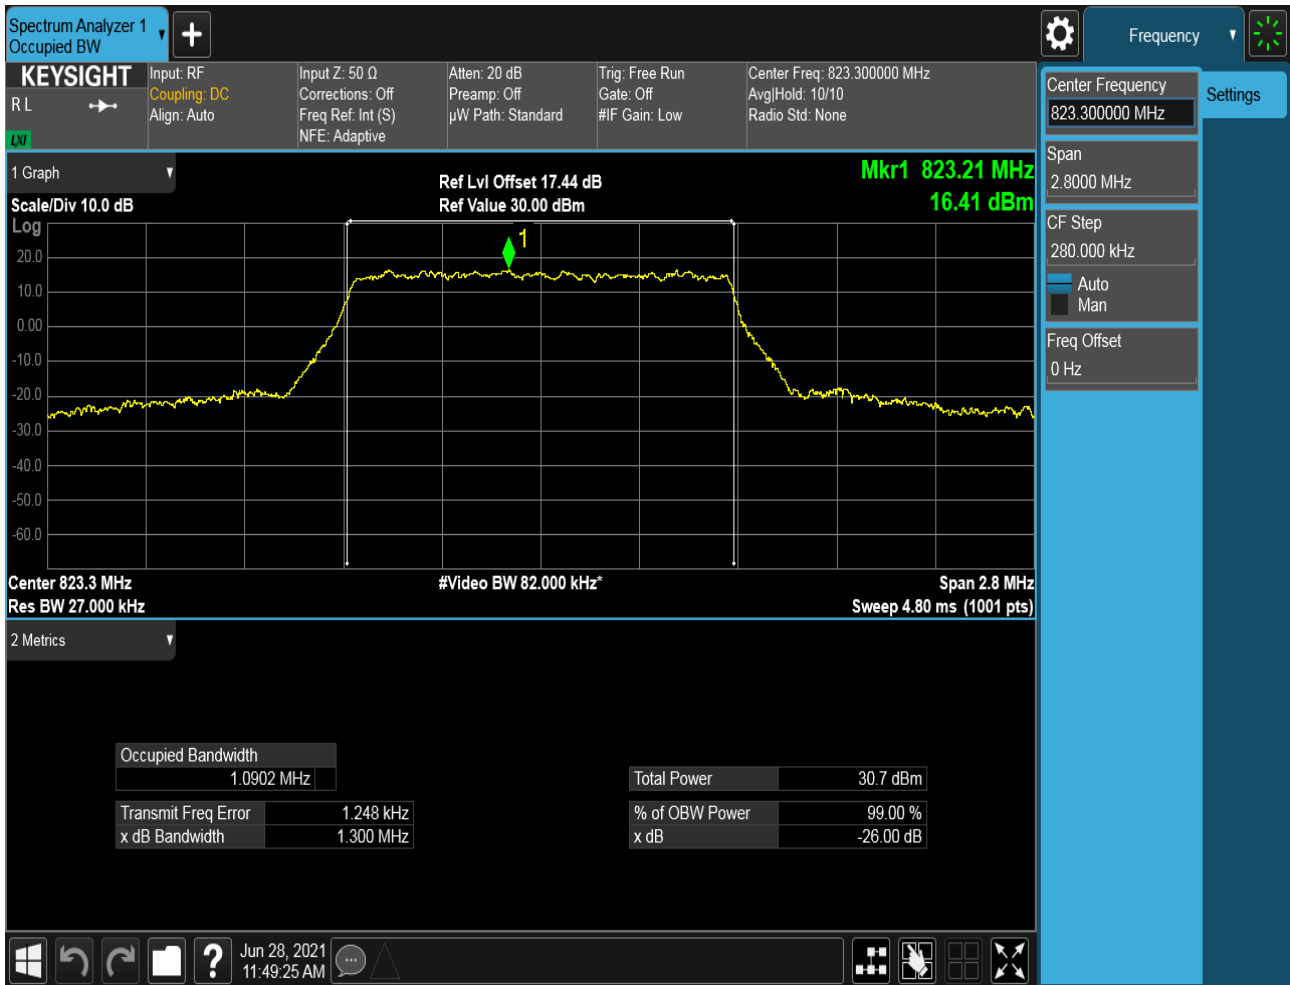 Spectrum Analyzer 1
Occupied BW
+
Frequency
KEYSIGHT
R L
LXI
Input: RF
Coupling: DC
Align: Auto
Input Z: 50 Ω
Corrections: Off
Freq Ref: Int (S)
NFE: Adaptive
Atten: 20 dB
Preamp: Off
µW Path: Standard
Trig: Free Run
Gate: Off
#IF Gain: Low
Center Freq: 823.300000 MHz
Avg|Hold: 10/10
Radio Std: None
Center Frequency
823.300000 MHz
Settings
Span
2.8000 MHz
CF Step
280.000 kHz
Auto
Man
Freq Offset
0 Hz
1 Graph
Scale/Div 10.0 dB
Ref Lvl Offset 17.44 dB
Ref Value 30.00 dBm
Mkr1 823.21 MHz
16.41 dBm
Log
1
20.0
10.0
0.00
-10.0
-20.0
-30.0
-40.0
-50.0
-60.0
Center 823.3 MHz
#Video BW 82.000 kHz*
Span 2.8 MHz
Res BW 27.000 kHz
Sweep 4.80 ms (1001 pts)
2 Metrics
Occupied Bandwidth
1.0902 MHz
Total Power 30.7 dBm
Transmit Freq Error 1.248 kHz
% of OBW Power 99.00 %
x dB Bandwidth 1.300 MHz
x dB -26.00 dB
?
Jun 28, 2021
11:49:25 AM